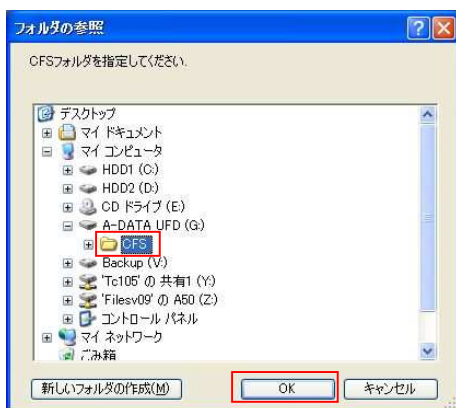 フォルダの参照
CFSフォルダを指定してください.
デスクトップ
マイ ドキュメント
マイ コンピュータ
HDD1 (C:)
HDD2 (D:)
CD ドライブ (E:)
A-DATA UFD (G:)
CFS
Backup (V:)
'Tc105' の 共有1 (Y:)
'Filesv09' の A50 (Z:)
コントロール パネル
マイ ネットワーク
ごみ箱
新しいフォルダの作成(M)
OK
キャンセル